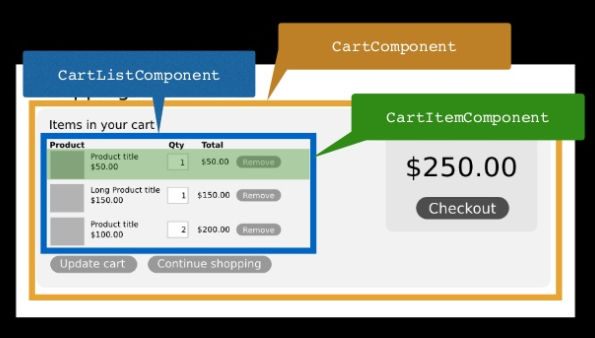 CartComponent
CartListComponent
CartItemComponent
Items in your cart
Product Qty Total
Product title 1 $50.00 Remove
$50.00
Long Product title 1 $150.00 Remove
$150.00
Product title 2 $200.00 Remove
$100.00
$250.00
Checkout
Update cart Continue shopping